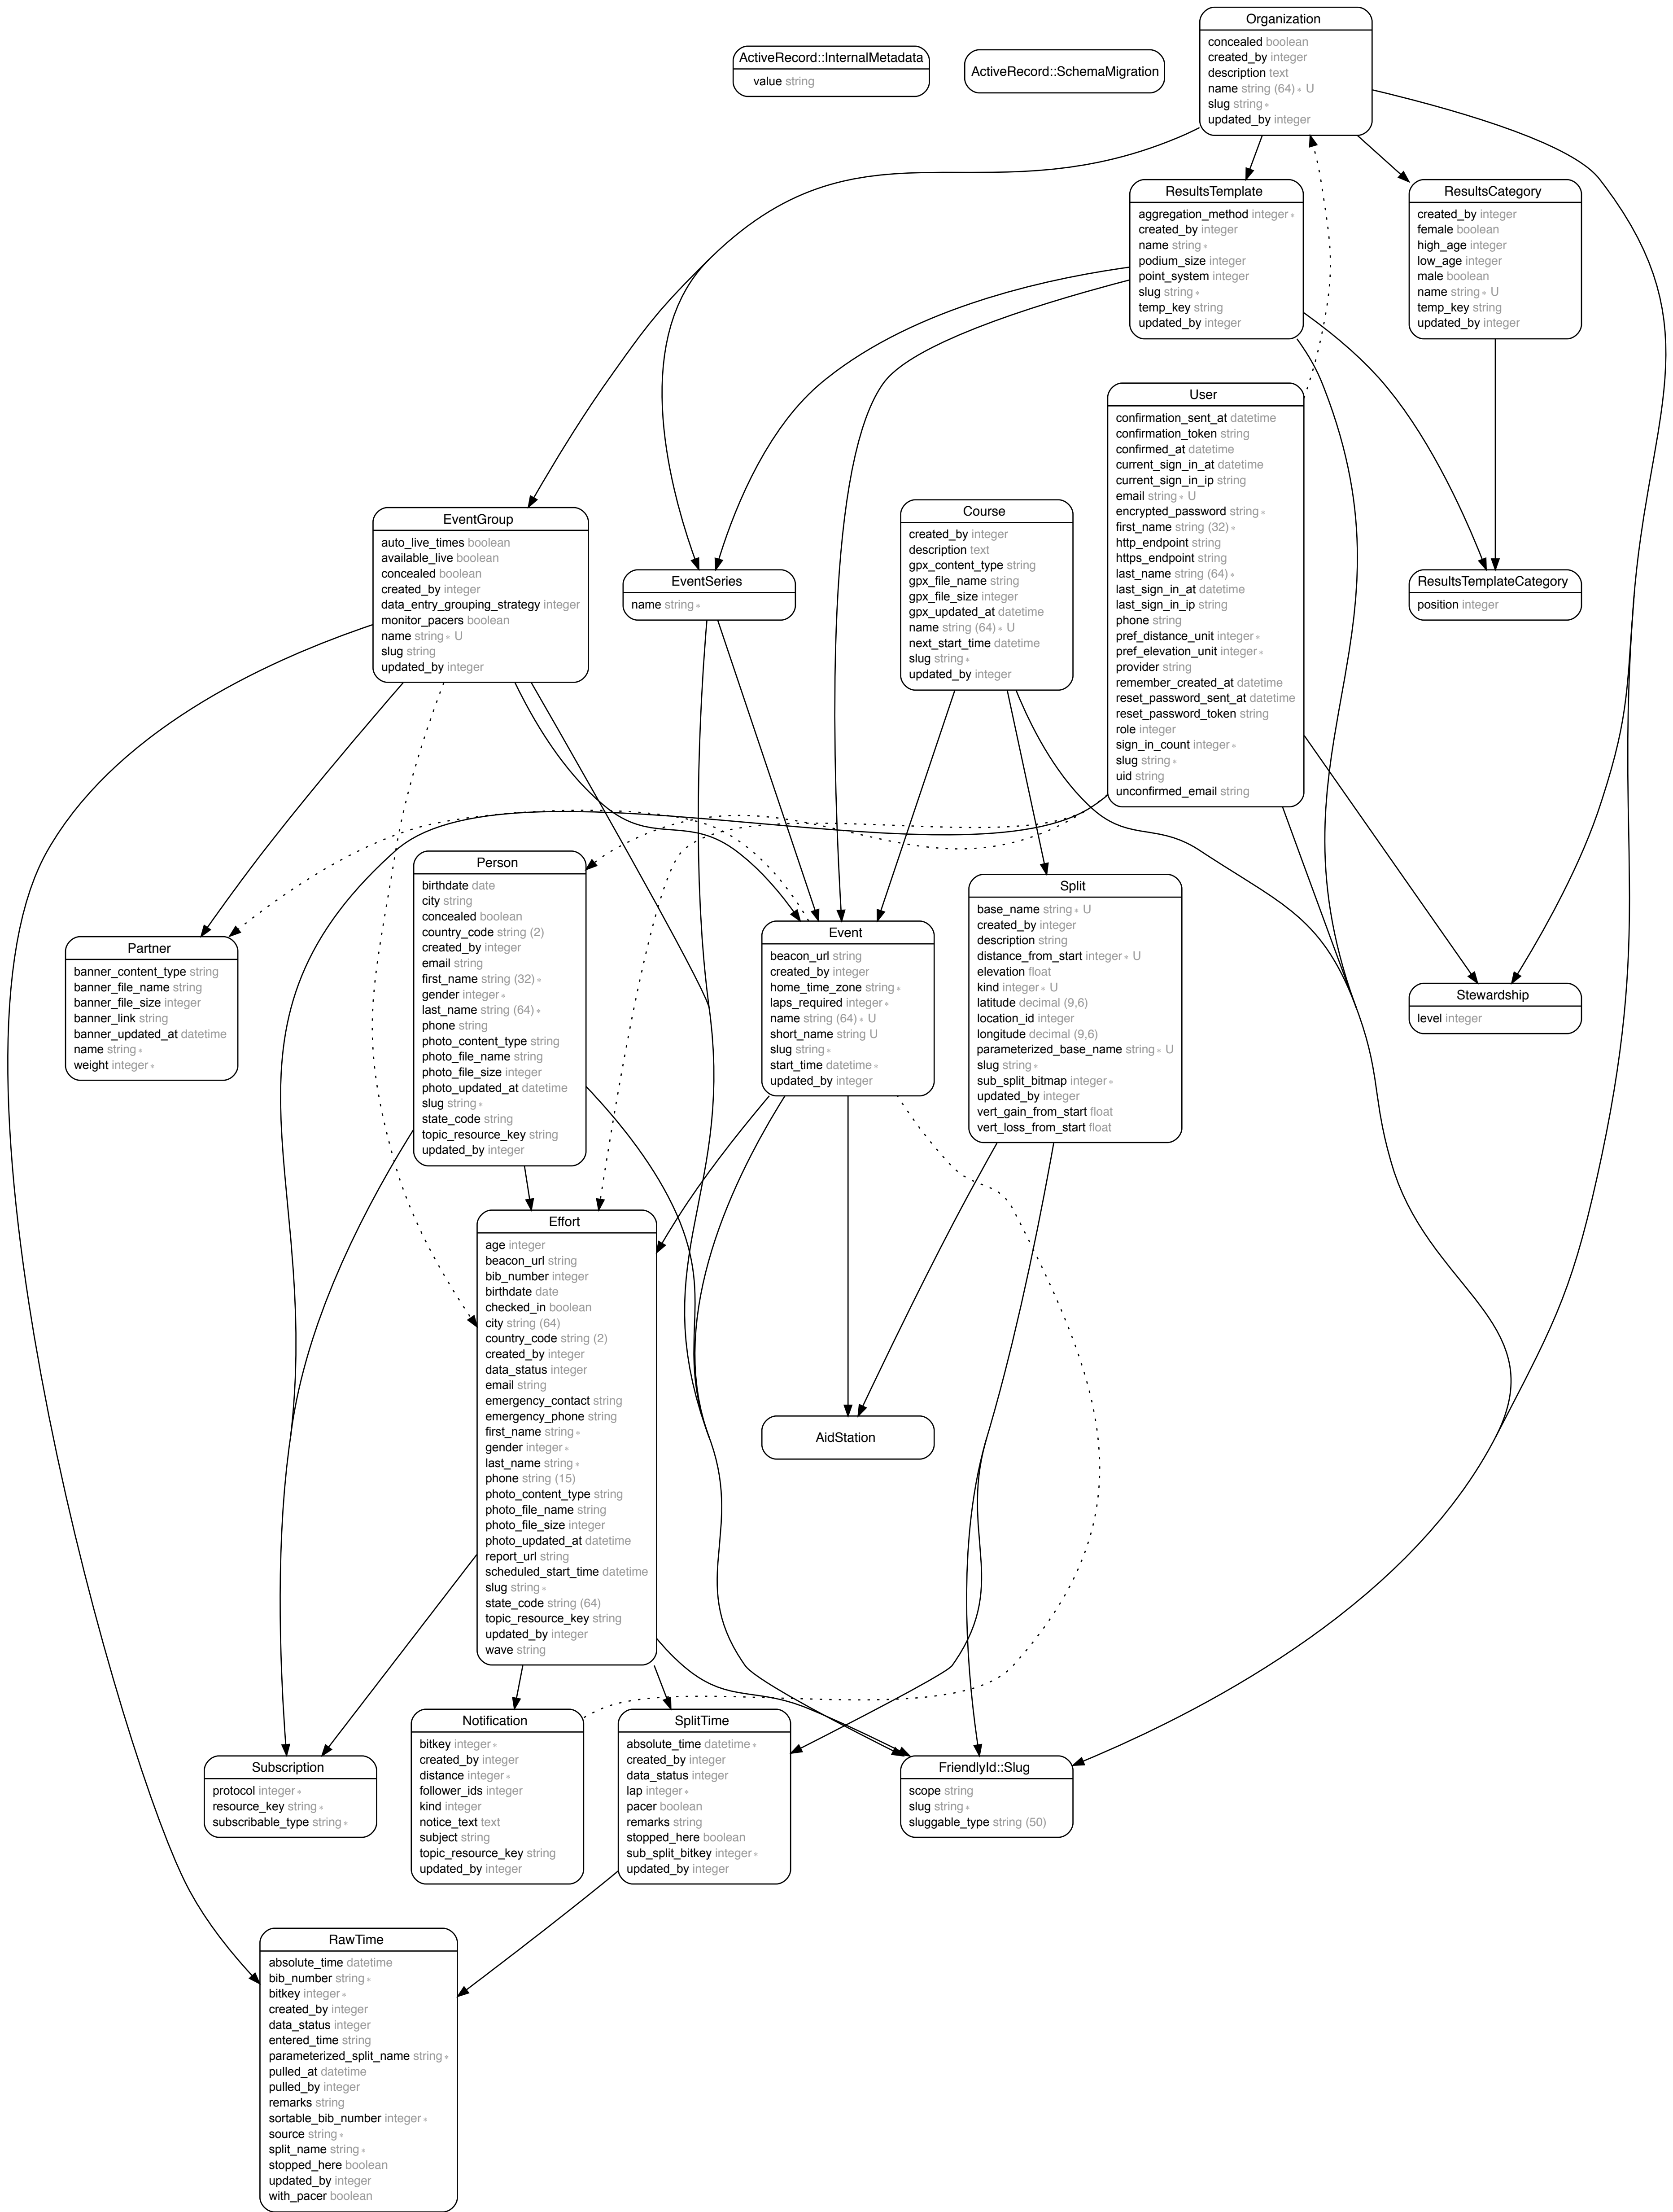 Organization
concealed boolean
created_by integer
description text
name string (64) ∗ U
slug string ∗
updated_by integer
ActiveRecord::InternalMetadata
value string
ActiveRecord::SchemaMigration
ResultsTemplate
aggregation_method integer ∗
created_by integer
name string ∗
podium_size integer
point_system integer
slug string ∗
temp_key string
updated_by integer
ResultsCategory
created_by integer
female boolean
high_age integer
low_age integer
male boolean
name string ∗ U
temp_key string
updated_by integer
User
confirmation_sent_at datetime
confirmation_token string
confirmed_at datetime
current_sign_in_at datetime
current_sign_in_ip string
email string ∗ U
encrypted_password string ∗
first_name string (32) ∗
http_endpoint string
https_endpoint string
last_name string (64) ∗
last_sign_in_at datetime
last_sign_in_ip string
phone string
pref_distance_unit integer ∗
pref_elevation_unit integer ∗
provider string
remember_created_at datetime
reset_password_sent_at datetime
reset_password_token string
role integer
sign_in_count integer ∗
slug string ∗
uid string
unconfirmed_email string
EventGroup
auto_live_times boolean
available_live boolean
concealed boolean
created_by integer
data_entry_grouping_strategy integer
monitor_pacers boolean
name string ∗ U
slug string
updated_by integer
EventSeries
name string ∗
Course
created_by integer
description text
gpx_content_type string
gpx_file_name string
gpx_file_size integer
gpx_updated_at datetime
name string (64) ∗ U
next_start_time datetime
slug string ∗
updated_by integer
ResultsTemplateCategory
position integer
Person
birthdate date
city string
concealed boolean
country_code string (2)
created_by integer
email string
first_name string (32) ∗
gender integer ∗
last_name string (64) ∗
phone string
photo_content_type string
photo_file_name string
photo_file_size integer
photo_updated_at datetime
slug string ∗
state_code string
topic_resource_key string
updated_by integer
Split
base_name string ∗ U
created_by integer
description string
distance_from_start integer ∗ U
elevation float
kind integer ∗ U
latitude decimal (9,6)
location_id integer
longitude decimal (9,6)
parameterized_base_name string ∗ U
slug string ∗
sub_split_bitmap integer ∗
updated_by integer
vert_gain_from_start float
vert_loss_from_start float
Event
beacon_url string
created_by integer
home_time_zone string ∗
laps_required integer ∗
name string (64) ∗ U
short_name string U
slug string ∗
start_time datetime ∗
updated_by integer
Partner
banner_content_type string
banner_file_name string
banner_file_size integer
banner_link string
banner_updated_at datetime
name string ∗
weight integer ∗
Stewardship
level integer
Effort
age integer
beacon_url string
bib_number integer
birthdate date
checked_in boolean
city string (64)
country_code string (2)
created_by integer
data_status integer
email string
emergency_contact string
emergency_phone string
first_name string ∗
gender integer ∗
last_name string ∗
phone string (15)
photo_content_type string
photo_file_name string
photo_file_size integer
photo_updated_at datetime
report_url string
scheduled_start_time datetime
slug string ∗
state_code string (64)
topic_resource_key string
updated_by integer
wave string
AidStation
Notification
bitkey integer ∗
created_by integer
distance integer ∗
follower_ids integer
kind integer
notice_text text
subject string
topic_resource_key string
updated_by integer
SplitTime
absolute_time datetime ∗
created_by integer
data_status integer
lap integer ∗
pacer boolean
remarks string
stopped_here boolean
sub_split_bitkey integer ∗
updated_by integer
Subscription
protocol integer ∗
resource_key string ∗
subscribable_type string ∗
FriendlyId::Slug
scope string
slug string ∗
sluggable_type string (50)
RawTime
absolute_time datetime
bib_number string ∗
bitkey integer ∗
created_by integer
data_status integer
entered_time string
parameterized_split_name string ∗
pulled_at datetime
pulled_by integer
remarks string
sortable_bib_number integer ∗
source string ∗
split_name string ∗
stopped_here boolean
updated_by integer
with_pacer boolean